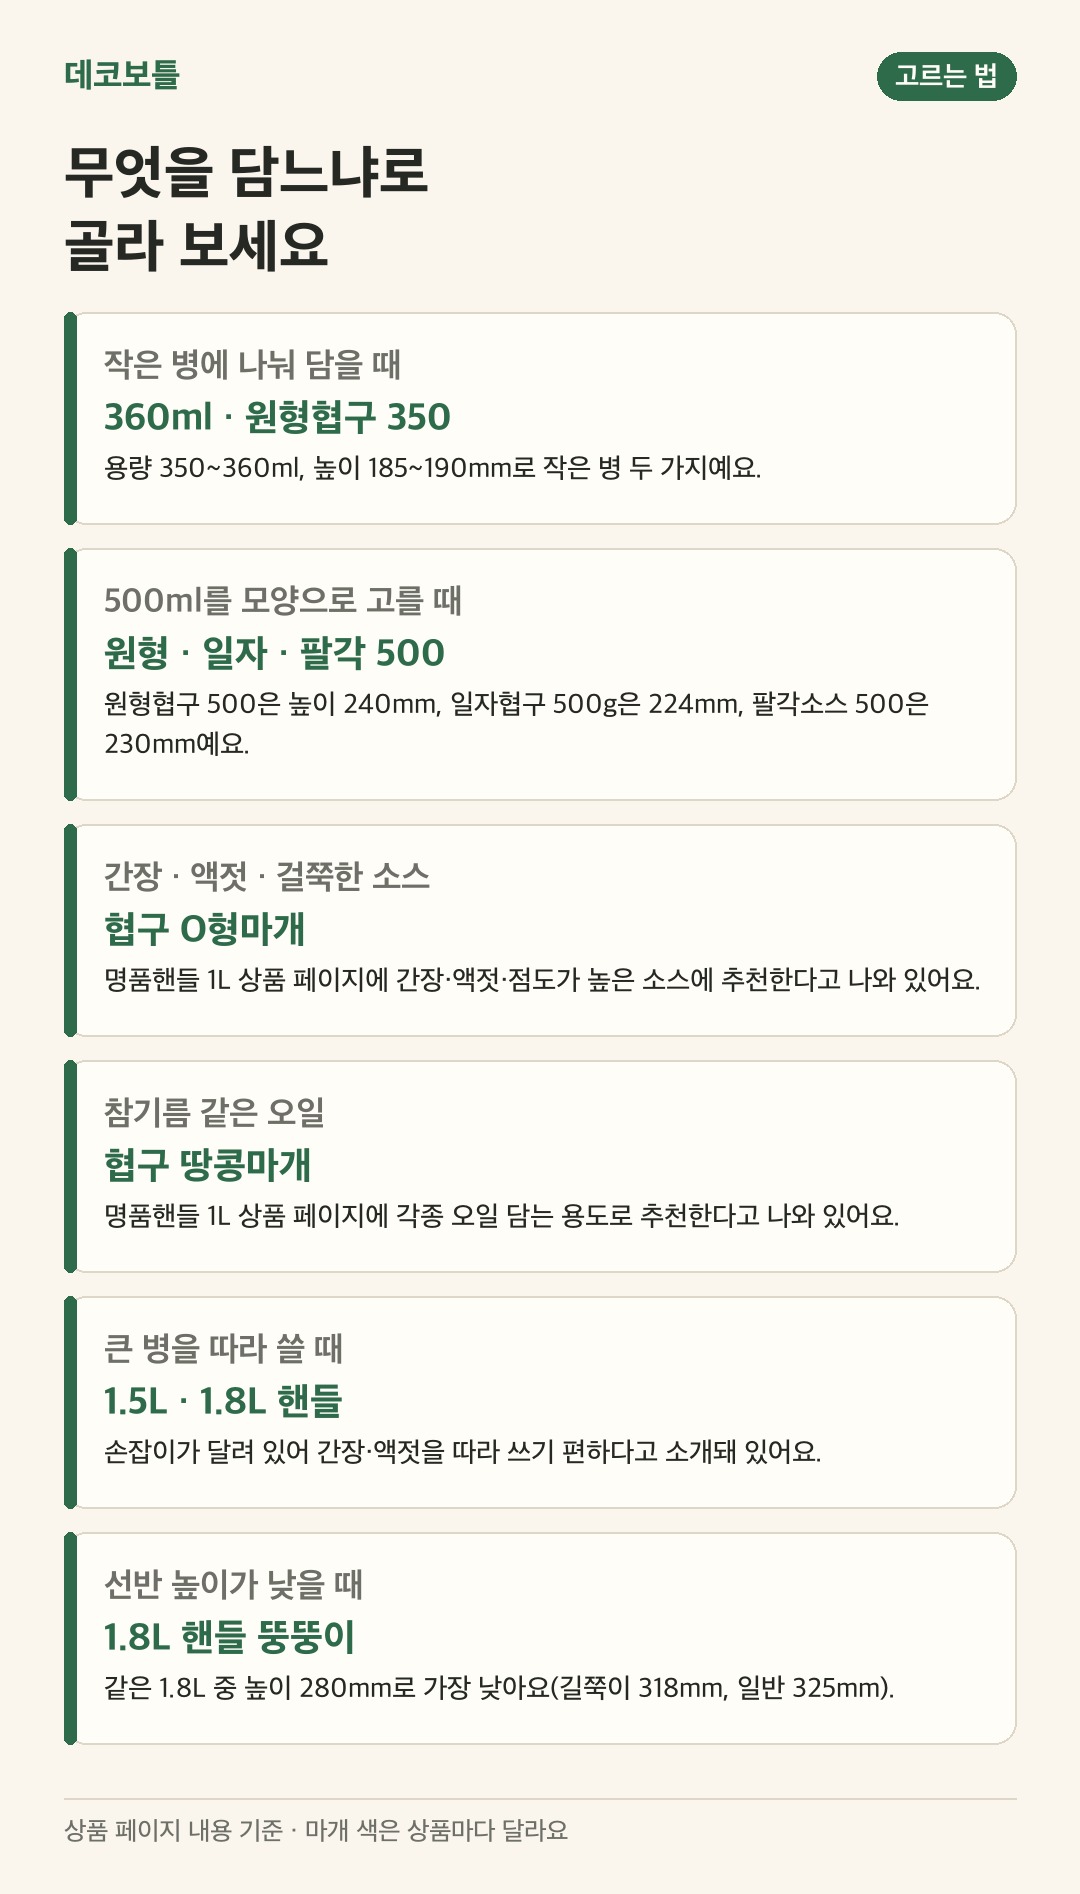 데코보틀
고르는 법
무엇을 담느냐로
골라 보세요
작은 병에 나눠 담을 때
360ml · 원형협구 350
용량 350~360ml, 높이 185~190mm로 작은 병 두 가지예요.
500ml를 모양으로 고를 때
원형 · 일자 · 팔각 500
원형협구 500은 높이 240mm, 일자협구 500g은 224mm, 팔각소스 500은
230mm예요.
간장 · 액젓 · 걸쭉한 소스
협구 O형마개
명품핸들 1L 상품 페이지에 간장·액젓·점도가 높은 소스에 추천한다고 나와 있어요.
참기름 같은 오일
협구 땅콩마개
명품핸들 1L 상품 페이지에 각종 오일 담는 용도로 추천한다고 나와 있어요.
큰 병을 따라 쓸 때
1.5L · 1.8L 핸들
손잡이가 달려 있어 간장·액젓을 따라 쓰기 편하다고 소개돼 있어요.
선반 높이가 낮을 때
1.8L 핸들 뚱뚱이
같은 1.8L 중 높이 280mm로 가장 낮아요(길쭉이 318mm, 일반 325mm).
상품 페이지 내용 기준 · 마개 색은 상품마다 달라요